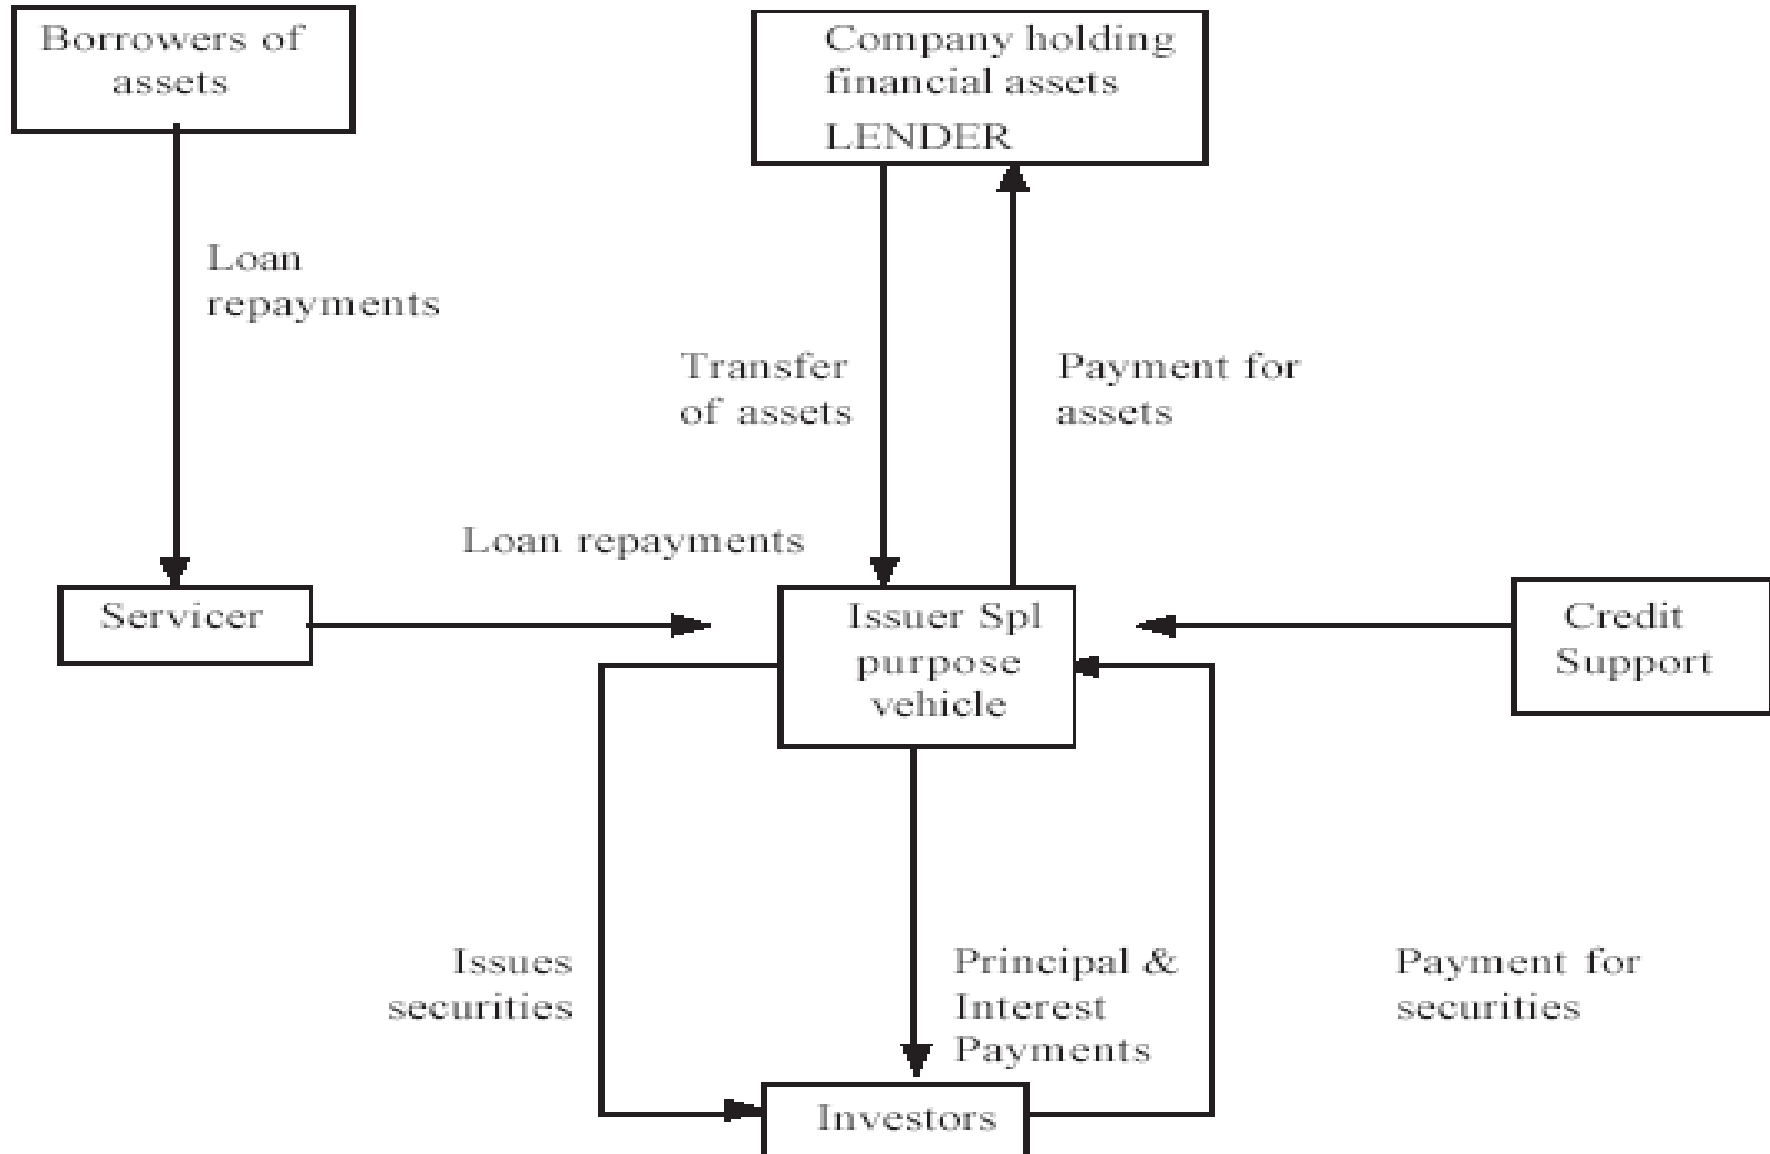 Borrowers of
assets
Company holding
financial assets
LENDER
Loan
repayments
Transfer
of assets
Payment for
assets
Loan repayments
Servicer
Issuer Spl
purpose
vehicle
Credit
Support
Issues
securities
Principal &
Interest
Payments
Payment for
securities
Investors